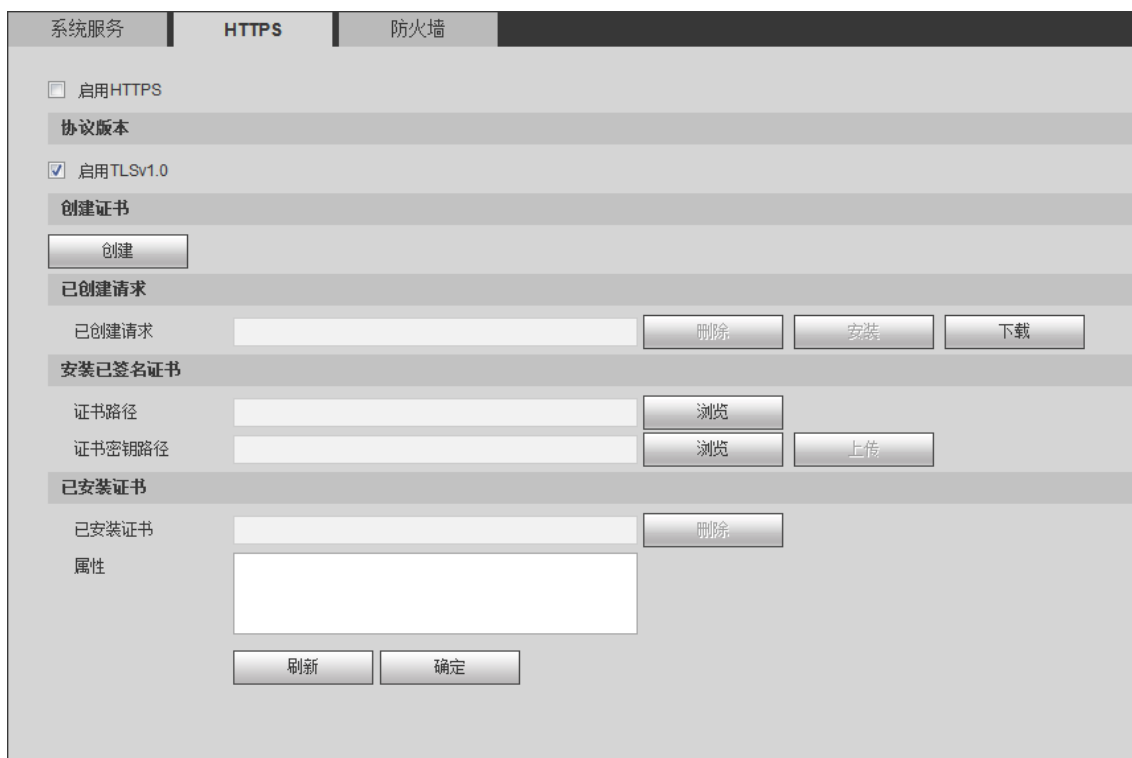 系统服务 HTTPS 防火墙
启用HTTPS
协议版本
启用TLSv1.0
创建证书
创建
已创建请求
已创建请求 删除 安装 下载
安装已签名证书
证书路径 浏览
证书密钥路径 浏览 上传
已安装证书
已安装证书 删除
属性
刷新 确定